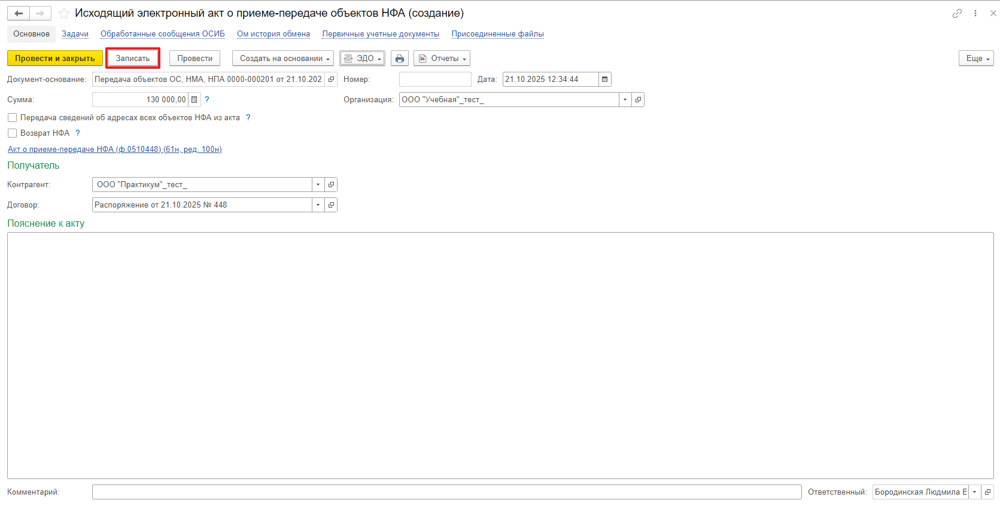 Исходящий электронный акт о приеме-передаче объектов НФА (создание)
Основное Задачи Обработанные сообщения ОСИБ Ом история обмена Первичные учетные документы Присоединенные файлы
Провести и закрыть Записать Провести Создать на основании ЭДО Отчеты Еще
Документ-основание: Передача объектов ОС, НМА, НПА 0000-000201 от 21.10.202 Номер: Дата: 21.10.2025 12:34:44
Сумма: 130 000,00 ? Организация: ООО "Учебная"_тест_
Передача сведений об адресах всех объектов НФА из акта ?
Возврат НФА ?
Акт о приеме-передаче НФА (ф.0510448) (61н, ред. 100н)
Получатель
Контрагент: ООО "Практикум"_тест_
Договор: Распоряжение от 21.10.2025 № 448
Пояснение к акту
Комментарий: Ответственный: Бородинская Людмила В